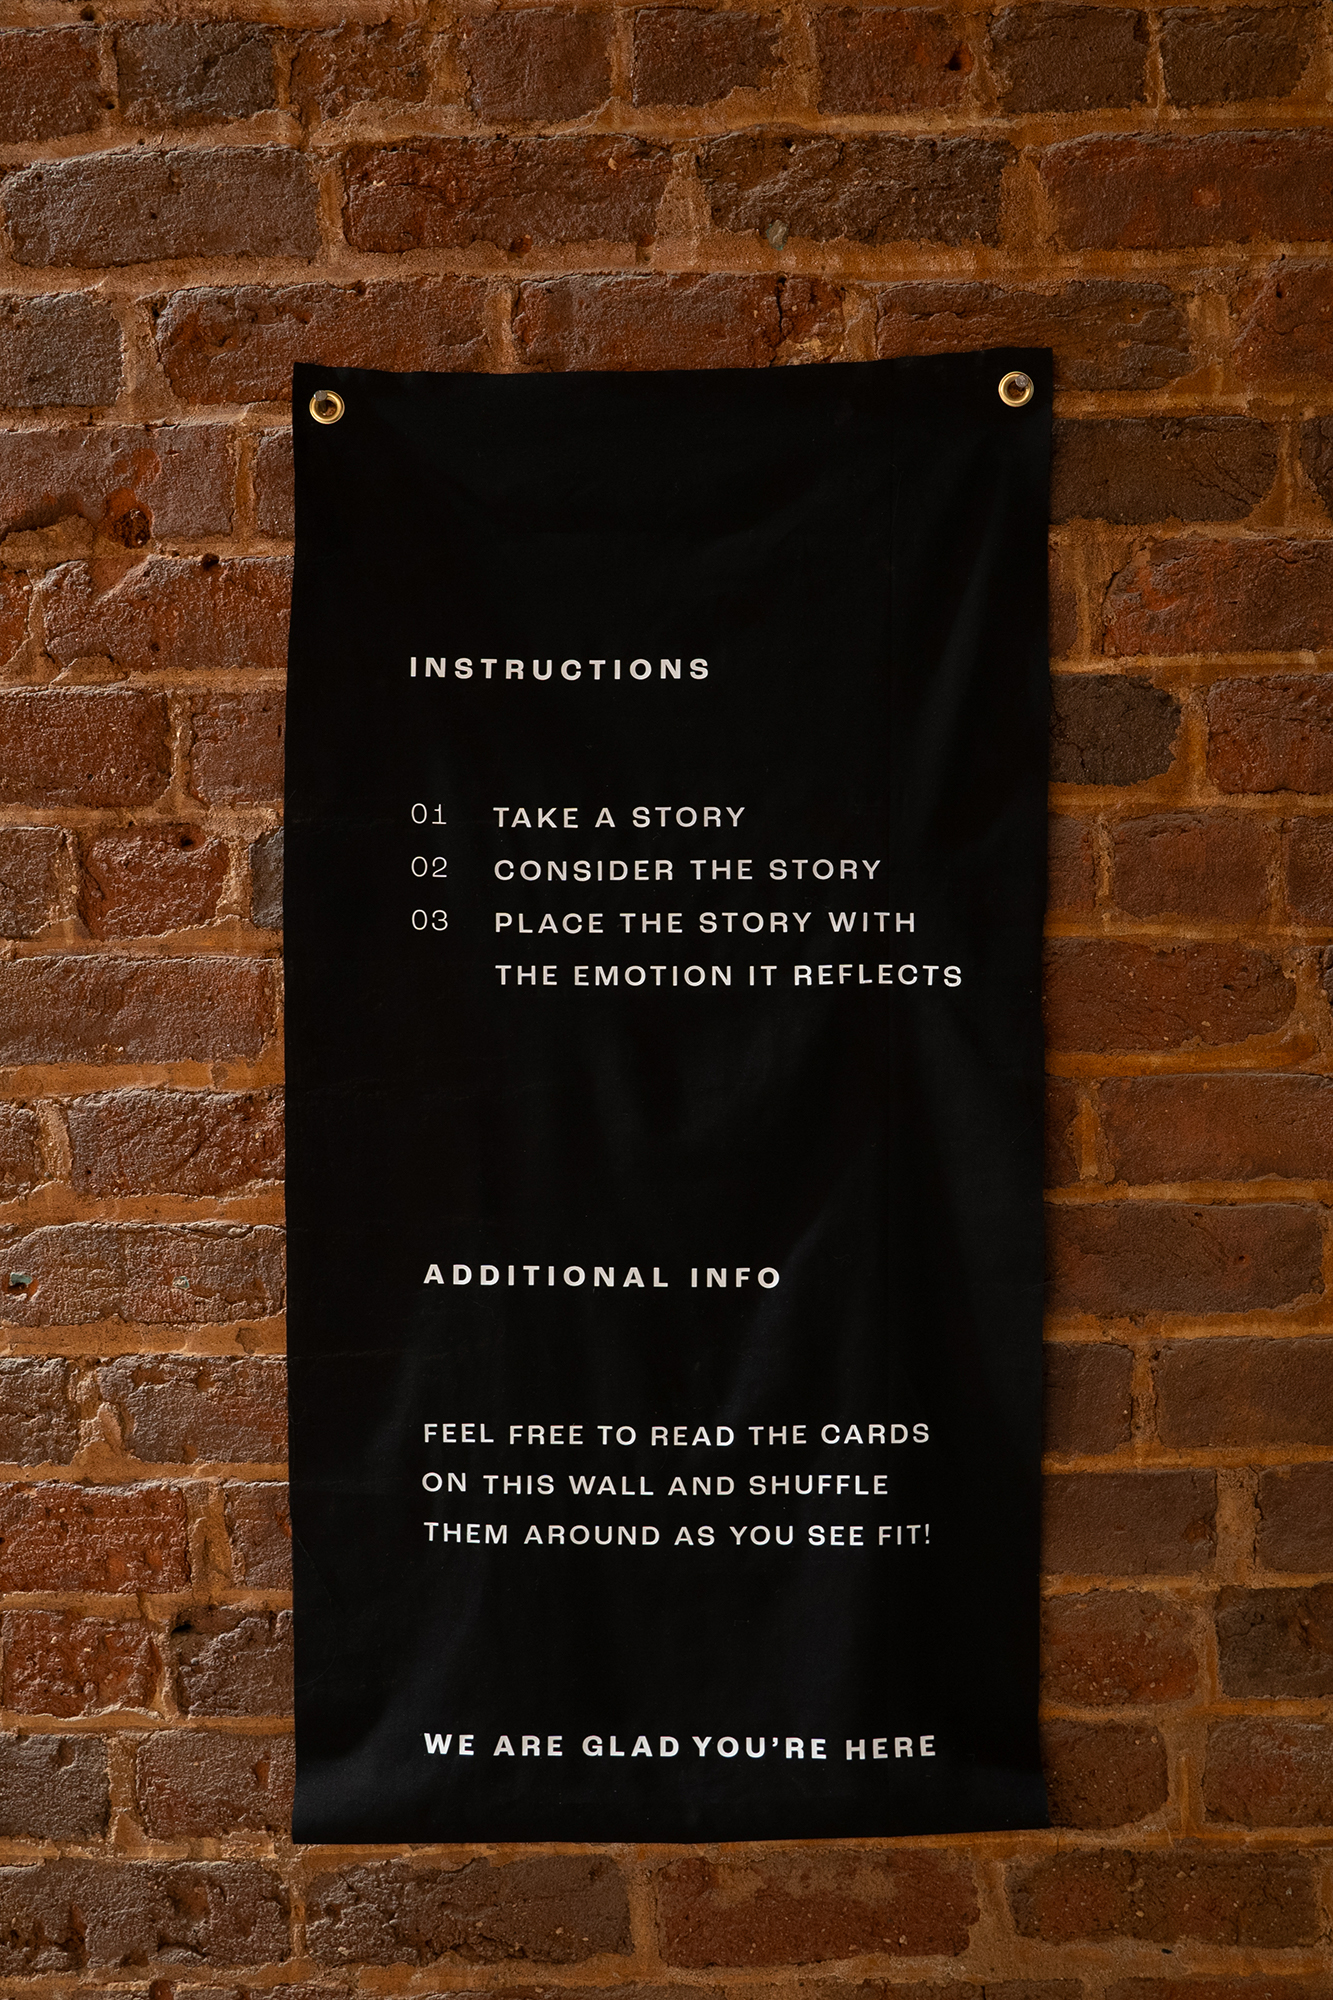 INSTRUCTIONS
01 TAKE A STORY
02 CONSIDER THE STORY
03 PLACE THE STORY WITH
THE EMOTION IT REFLECTS
ADDITIONAL INFO
FEEL FREE TO READ THE CARDS
ON THIS WALL AND SHUFFLE
THEM AROUND AS YOU SEE FIT!
WE ARE GLAD YOU’RE HERE